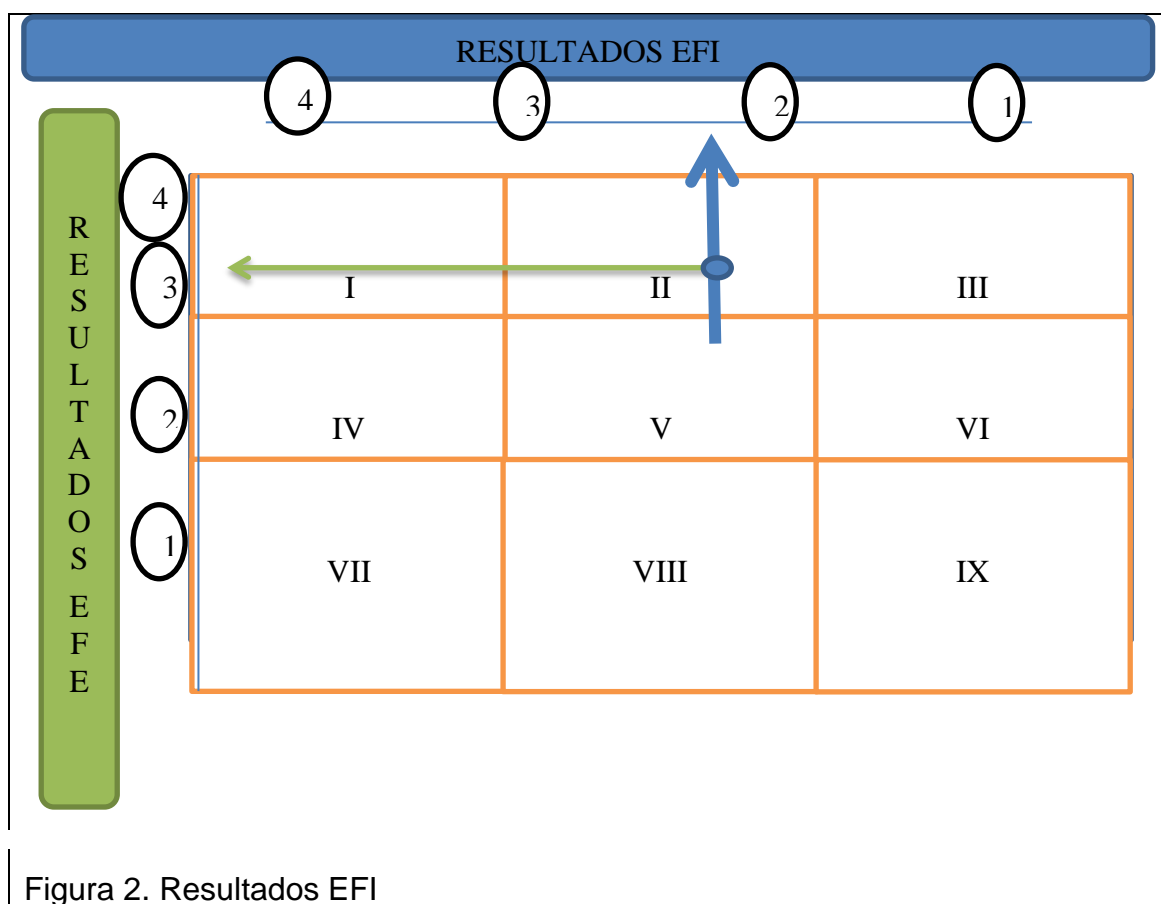 RESULTADOS EFI
4 3 2 1
R
E
S
U
L
T
A
D
O
S
E
F
E
4
3
2
1
I II III
IV V VI
VII VIII IX
Figura 2. Resultados EFI